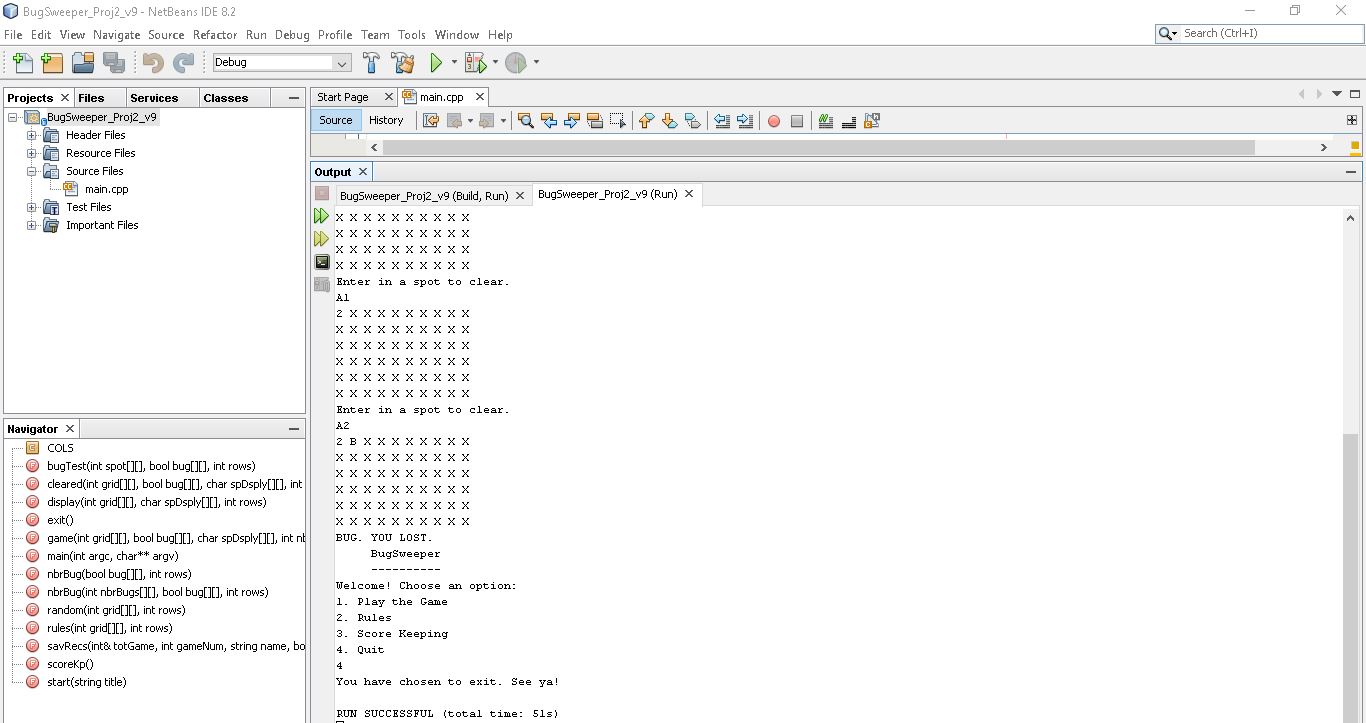 BugSweeper_Proj2_v9 - NetBeans IDE 8.2
File Edit View Navigate Source Refactor Run Debug Profile Team Tools Window Help
Search (Ctrl+I)
Debug
Projects Files Services Classes
BugSweeper_Proj2_v9
Header Files
Resource Files
Source Files
main.cpp
Test Files
Important Files
Navigator
COLS
bugTest(int spot[][], bool bug[][], int rows)
cleared(int grid[][], bool bug[][], char spDsply[][], int
display(int grid[][], char spDsply[][], int rows)
exit()
game(int grid[][], bool bug[][], char spDsply[][], int nb
main(int argc, char** argv)
nbrBug(bool bug[][], int rows)
nbrBug(int nbrBugs[][], bool bug[][], int rows)
random(int grid[][], int rows)
rules(int grid[][], int rows)
savRecs(int& totGame, int gameNum, string name, bo
scoreKp()
start(string title)
Start Page main.cpp
Source History
Output
BugSweeper_Proj2_v9 (Build, Run) BugSweeper_Proj2_v9 (Run)
X X X X X X X X X X
X X X X X X X X X X
X X X X X X X X X X
X X X X X X X X X X
Enter in a spot to clear.
A1
2 X X X X X X X X X
X X X X X X X X X X
X X X X X X X X X X
X X X X X X X X X X
X X X X X X X X X X
X X X X X X X X X X
Enter in a spot to clear.
A2
2 B X X X X X X X X
X X X X X X X X X X
X X X X X X X X X X
X X X X X X X X X X
X X X X X X X X X X
X X X X X X X X X X
BUG. YOU LOST.
BugSweeper
----------
Welcome! Choose an option:
1. Play the Game
2. Rules
3. Score Keeping
4. Quit
4
You have chosen to exit. See ya!
RUN SUCCESSFUL (total time: 51s)